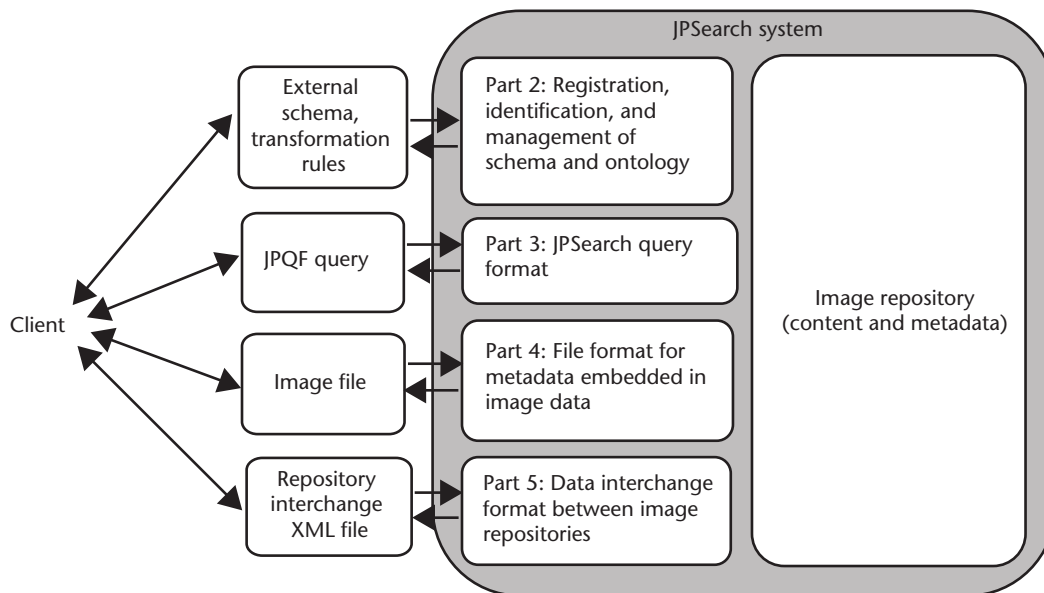 JPSearch system
External
schema,
transformation
rules
Part 2: Registration,
identification, and
management of
schema and ontology
JPQF query
Part 3: JPSearch query
format
Client
Image repository
(content and metadata)
Image file
Part 4: File format for
metadata embedded in
image data
Repository
interchange
XML file
Part 5: Data interchange
format between image
repositories